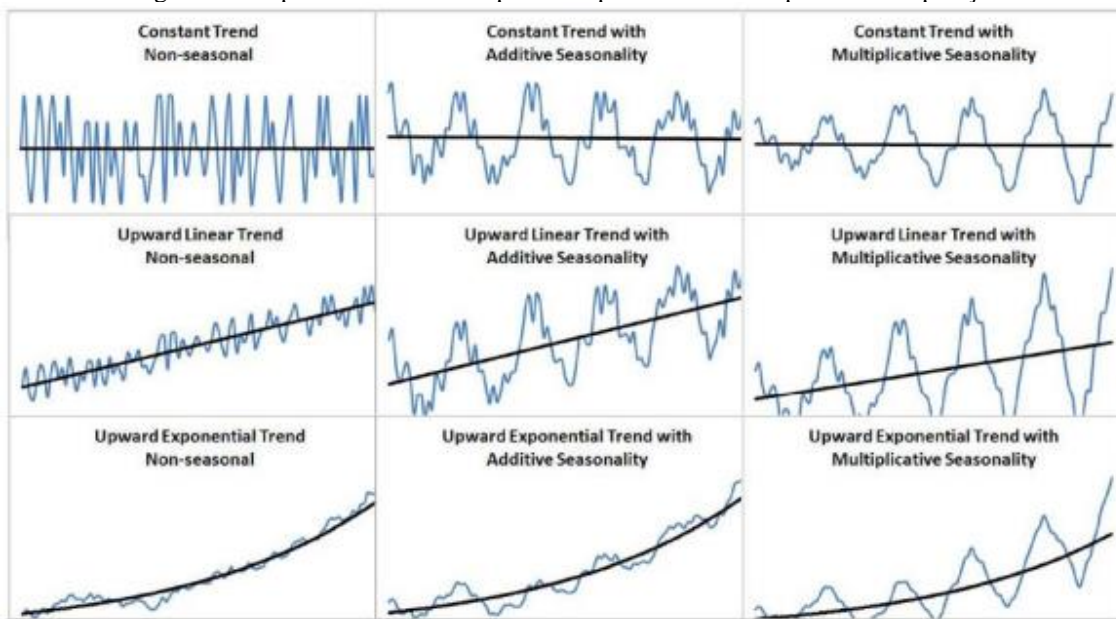 Constant Trend
Non-seasonal
Constant Trend with
Additive Seasonality
Constant Trend with
Multiplicative Seasonality
Upward Linear Trend
Non-seasonal
Upward Linear Trend with
Additive Seasonality
Upward Linear Trend with
Multiplicative Seasonality
Upward Exponential Trend
Non-seasonal
Upward Exponential Trend with
Additive Seasonality
Upward Exponential Trend with
Multiplicative Seasonality